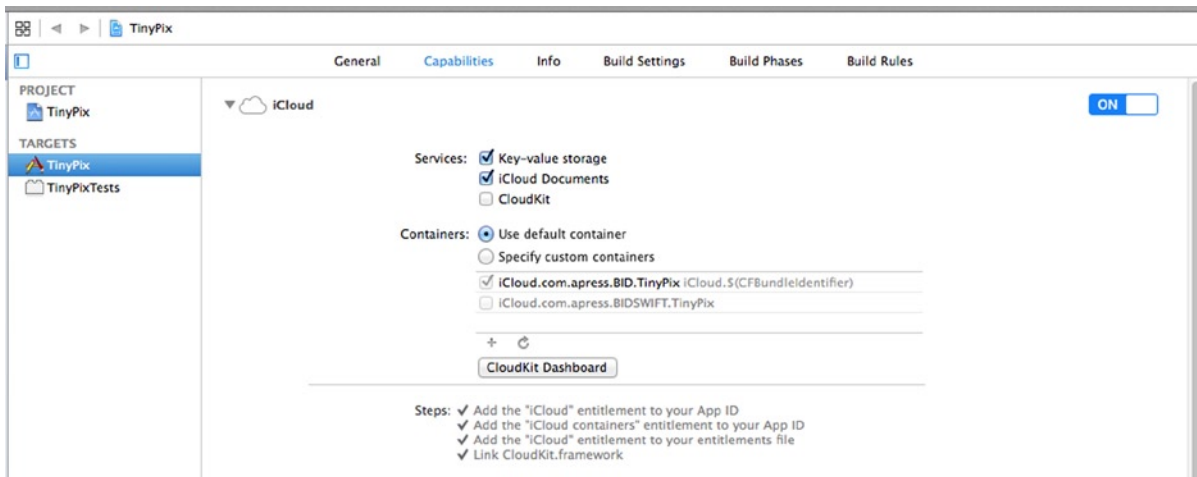 TinyPix
General Capabilities Info Build Settings Build Phases Build Rules
PROJECT
TinyPix
TARGETS
TinyPix
TinyPixTests
iCloud
ON
Services: Key-value storage
iCloud Documents
CloudKit
Containers: Use default container
Specify custom containers
iCloud.com.apress.BID.TinyPix iCloud.$(CFBundleIdentifier)
iCloud.com.apress.BIDSWIFT.TinyPix
CloudKit Dashboard
Steps: ✓ Add the "iCloud" entitlement to your App ID
✓ Add the "iCloud containers" entitlement to your App ID
✓ Add the "iCloud" entitlement to your entitlements file
✓ Link CloudKit.framework